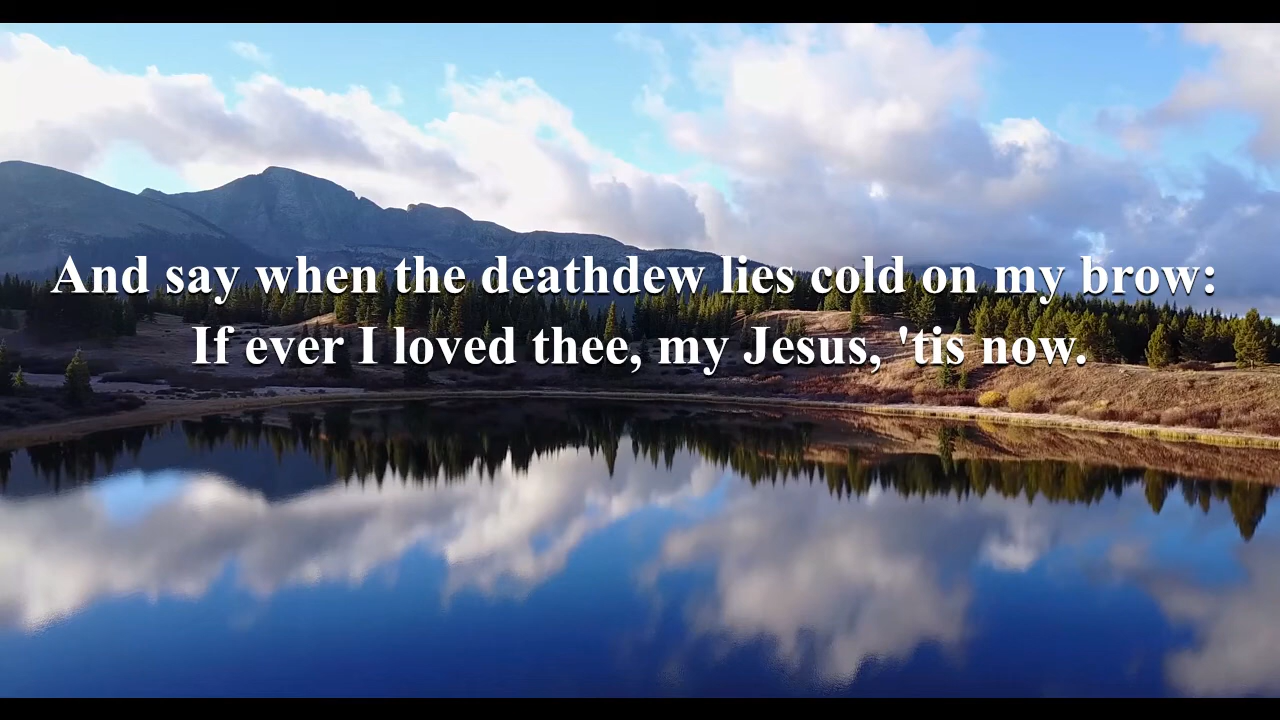 And say when the deathdew lies cold on my brow:
If ever I loved thee, my Jesus, 'tis now.